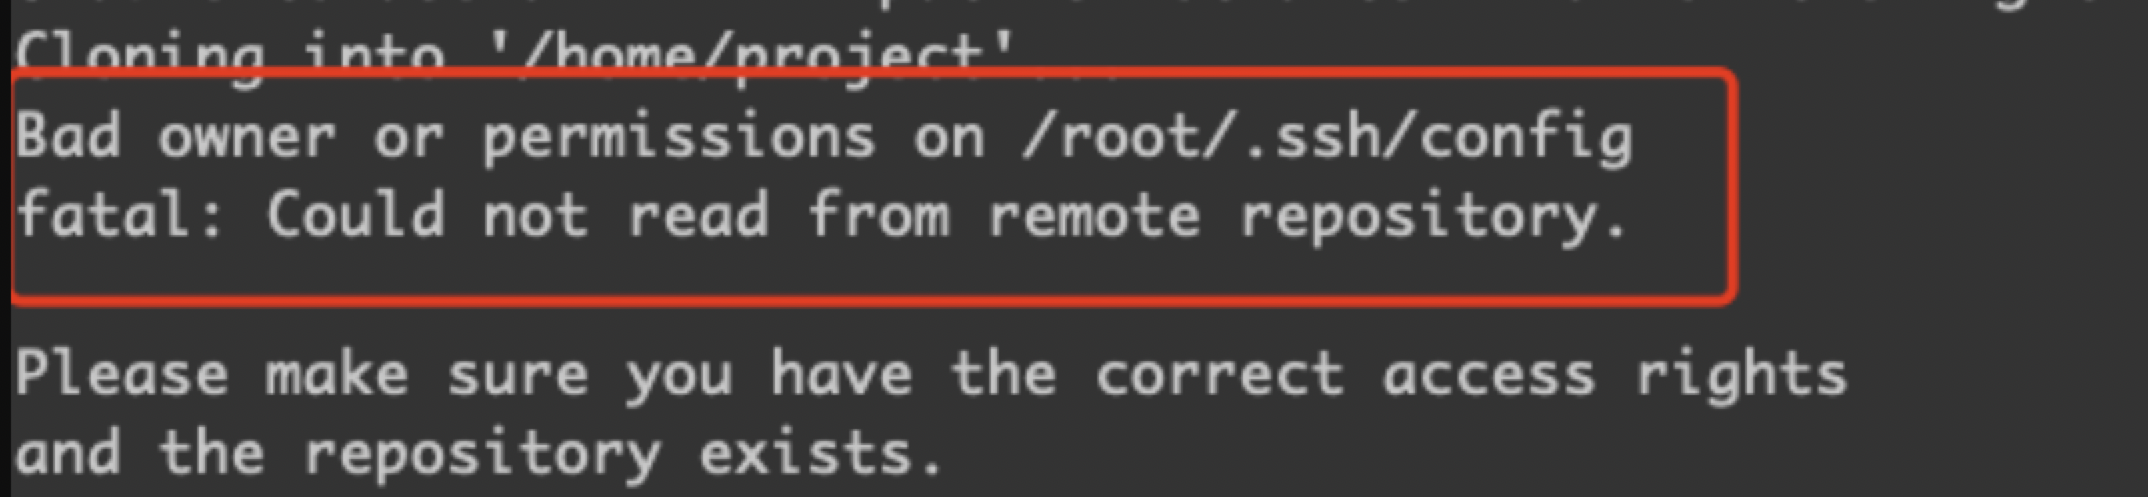 Cloning into '/home/project'...
Bad owner or permissions on /root/.ssh/config
fatal: Could not read from remote repository.
Please make sure you have the correct access rights
and the repository exists.